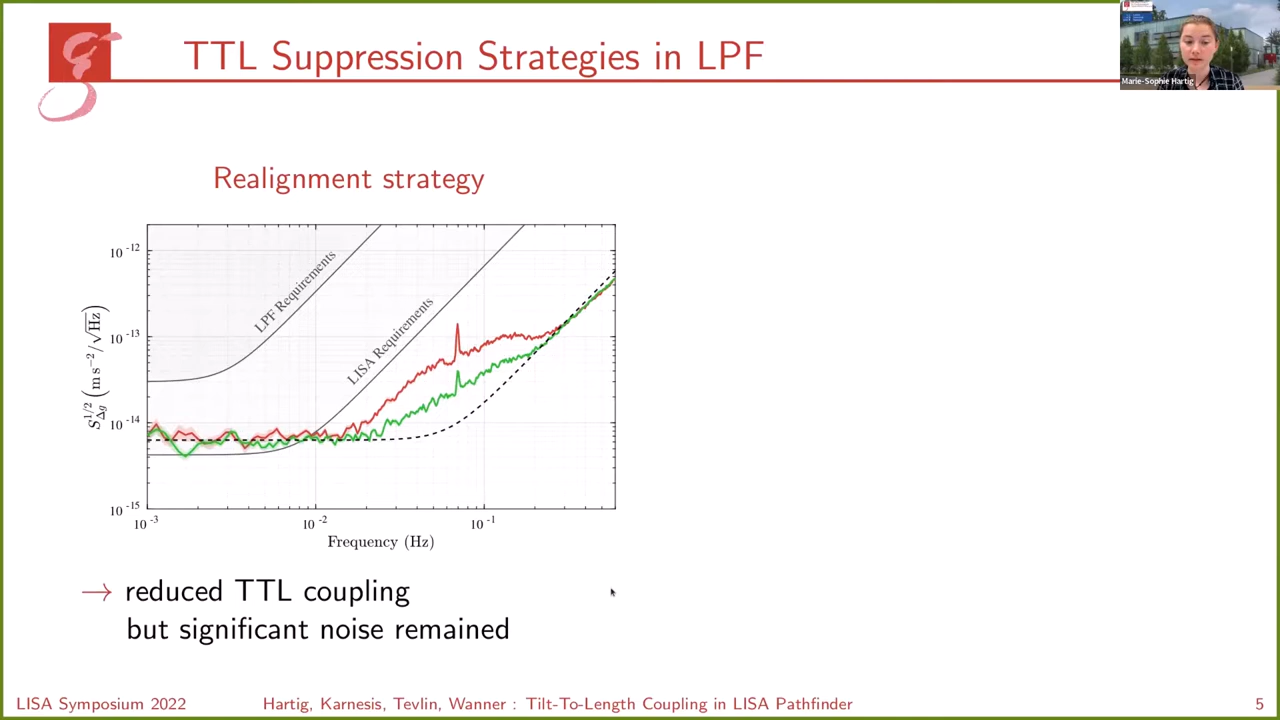 TTL Suppression Strategies in LPF
Marie-Sophie Hartig
Realignment strategy
10^-12
10^-13
10^-14
10^-15
S_Δg^1/2 (m s^-2/√Hz)
LPF Requirements
LISA Requirements
10^-3
10^-2
10^-1
Frequency (Hz)
→ reduced TTL coupling
but significant noise remained
LISA Symposium 2022
Hartig, Karnesis, Tevlin, Wanner : Tilt-To-Length Coupling in LISA Pathfinder
5